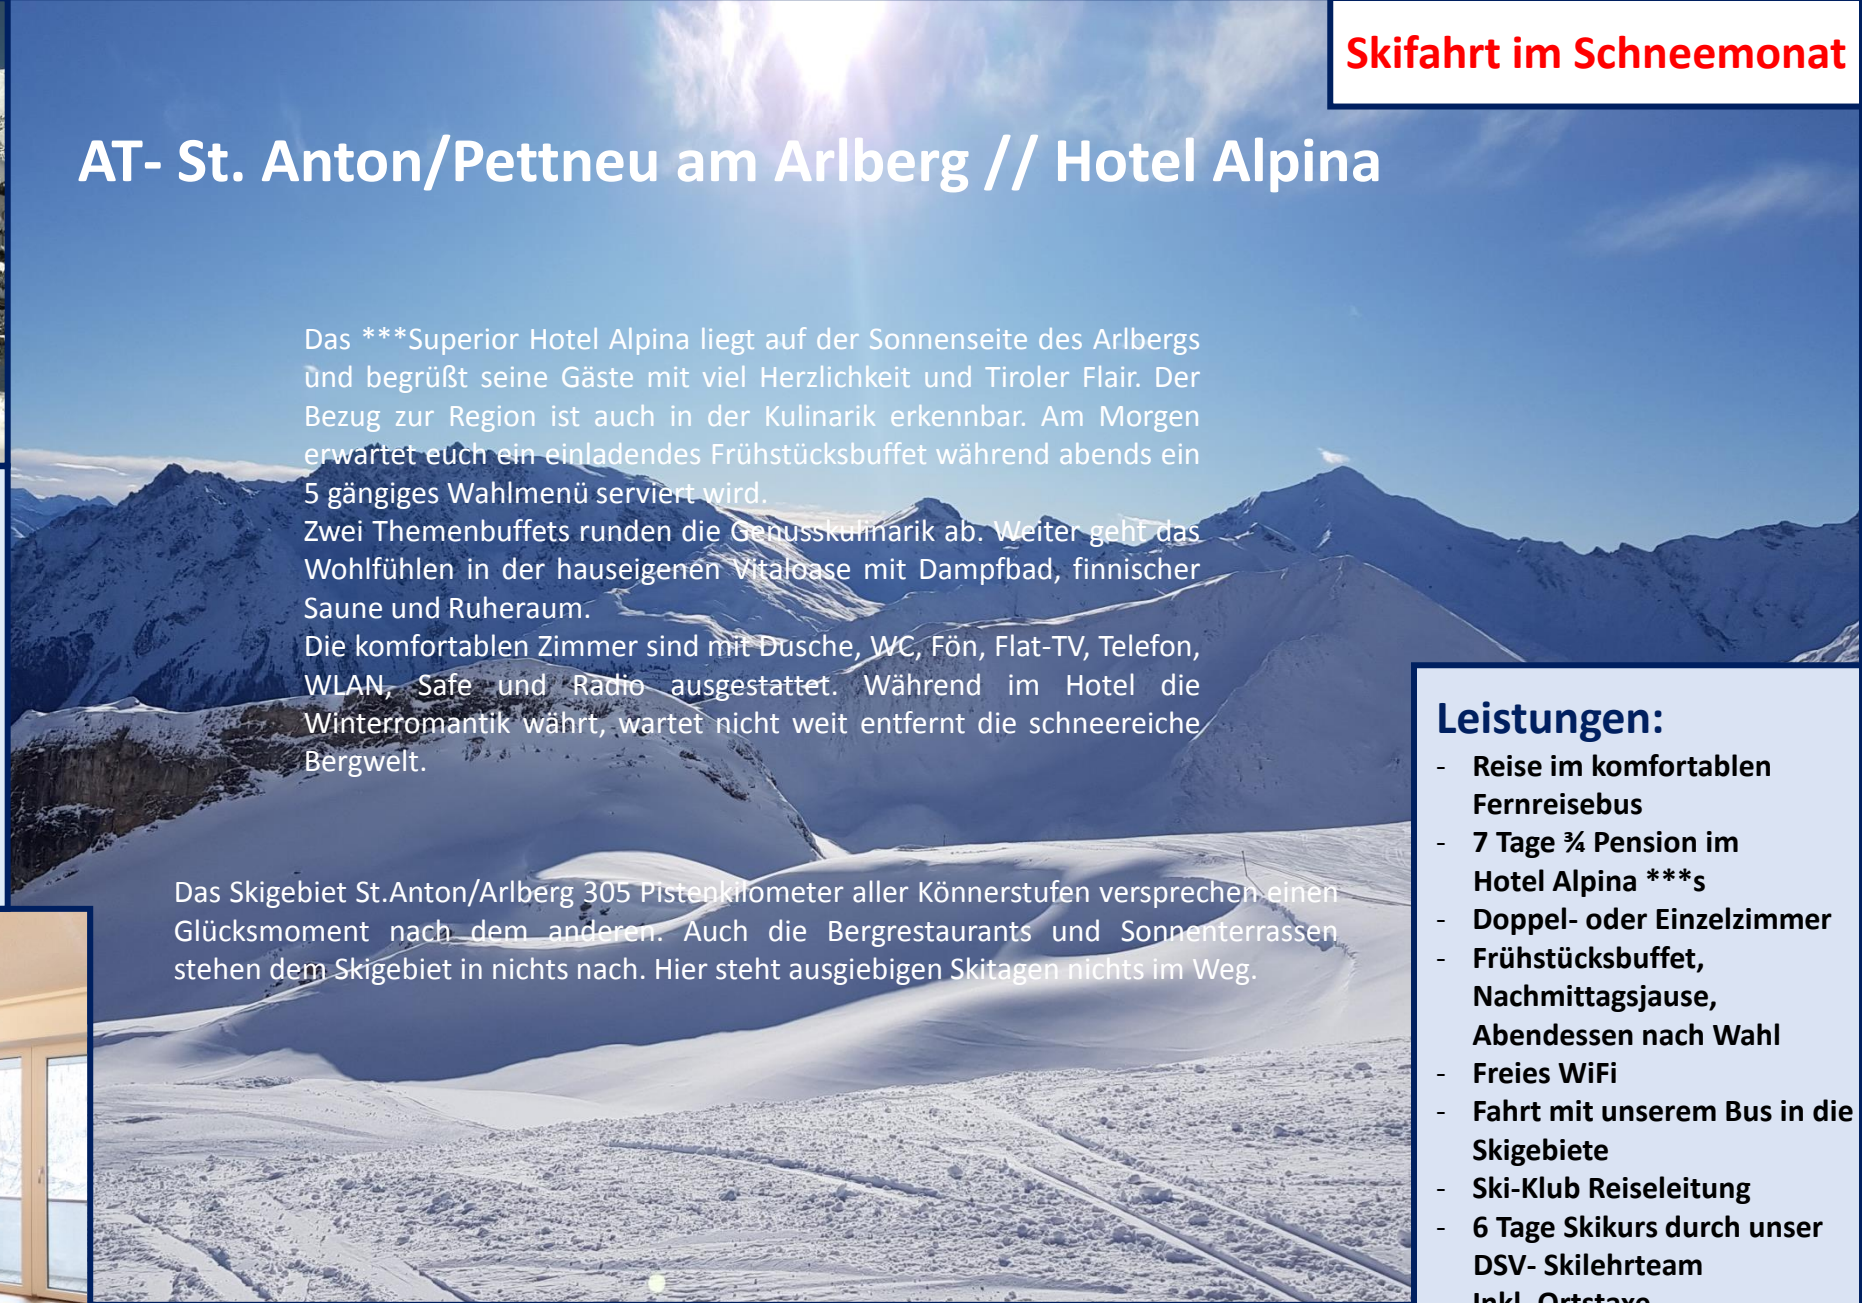 Skifahrt im Schneemonat
AT- St. Anton/Pettneu am Arlberg // Hotel Alpina
Das ***Superior Hotel Alpina liegt auf der Sonnenseite des Arlbergs
und begrüßt seine Gäste mit viel Herzlichkeit und Tiroler Flair. Der
Bezug zur Region ist auch in der Kulinarik erkennbar. Am Morgen
erwartet euch ein einladendes Frühstücksbuffet während abends ein
5 gängiges Wahlmenü serviert wird.
Zwei Themenbuffets runden die Genusskulinarik ab. Weiter geht das
Wohlfühlen in der hauseigenen Vitaloase mit Dampfbad, finnischer
Saune und Ruheraum.
Die komfortablen Zimmer sind mit Dusche, WC, Fön, Flat-TV, Telefon,
WLAN, Safe und Radio ausgestattet. Während im Hotel die
Winterromantik währt, wartet nicht weit entfernt die schneereiche
Bergwelt.
Das Skigebiet St.Anton/Arlberg 305 Pistenkilometer aller Könnerstufen versprechen einen
Glücksmoment nach dem anderen. Auch die Bergrestaurants und Sonnenterrassen
stehen dem Skigebiet in nichts nach. Hier steht ausgiebigen Skitagen nichts im Weg.
Leistungen:
- Reise im komfortablen
Fernreisebus
- 7 Tage ¾ Pension im
Hotel Alpina ***s
- Doppel- oder Einzelzimmer
- Frühstücksbuffet,
Nachmittagsjause,
Abendessen nach Wahl
- Freies WiFi
- Fahrt mit unserem Bus in die
Skigebiete
- Ski-Klub Reiseleitung
- 6 Tage Skikurs durch unser
DSV- Skilehrteam
Inkl. Ortstaxe